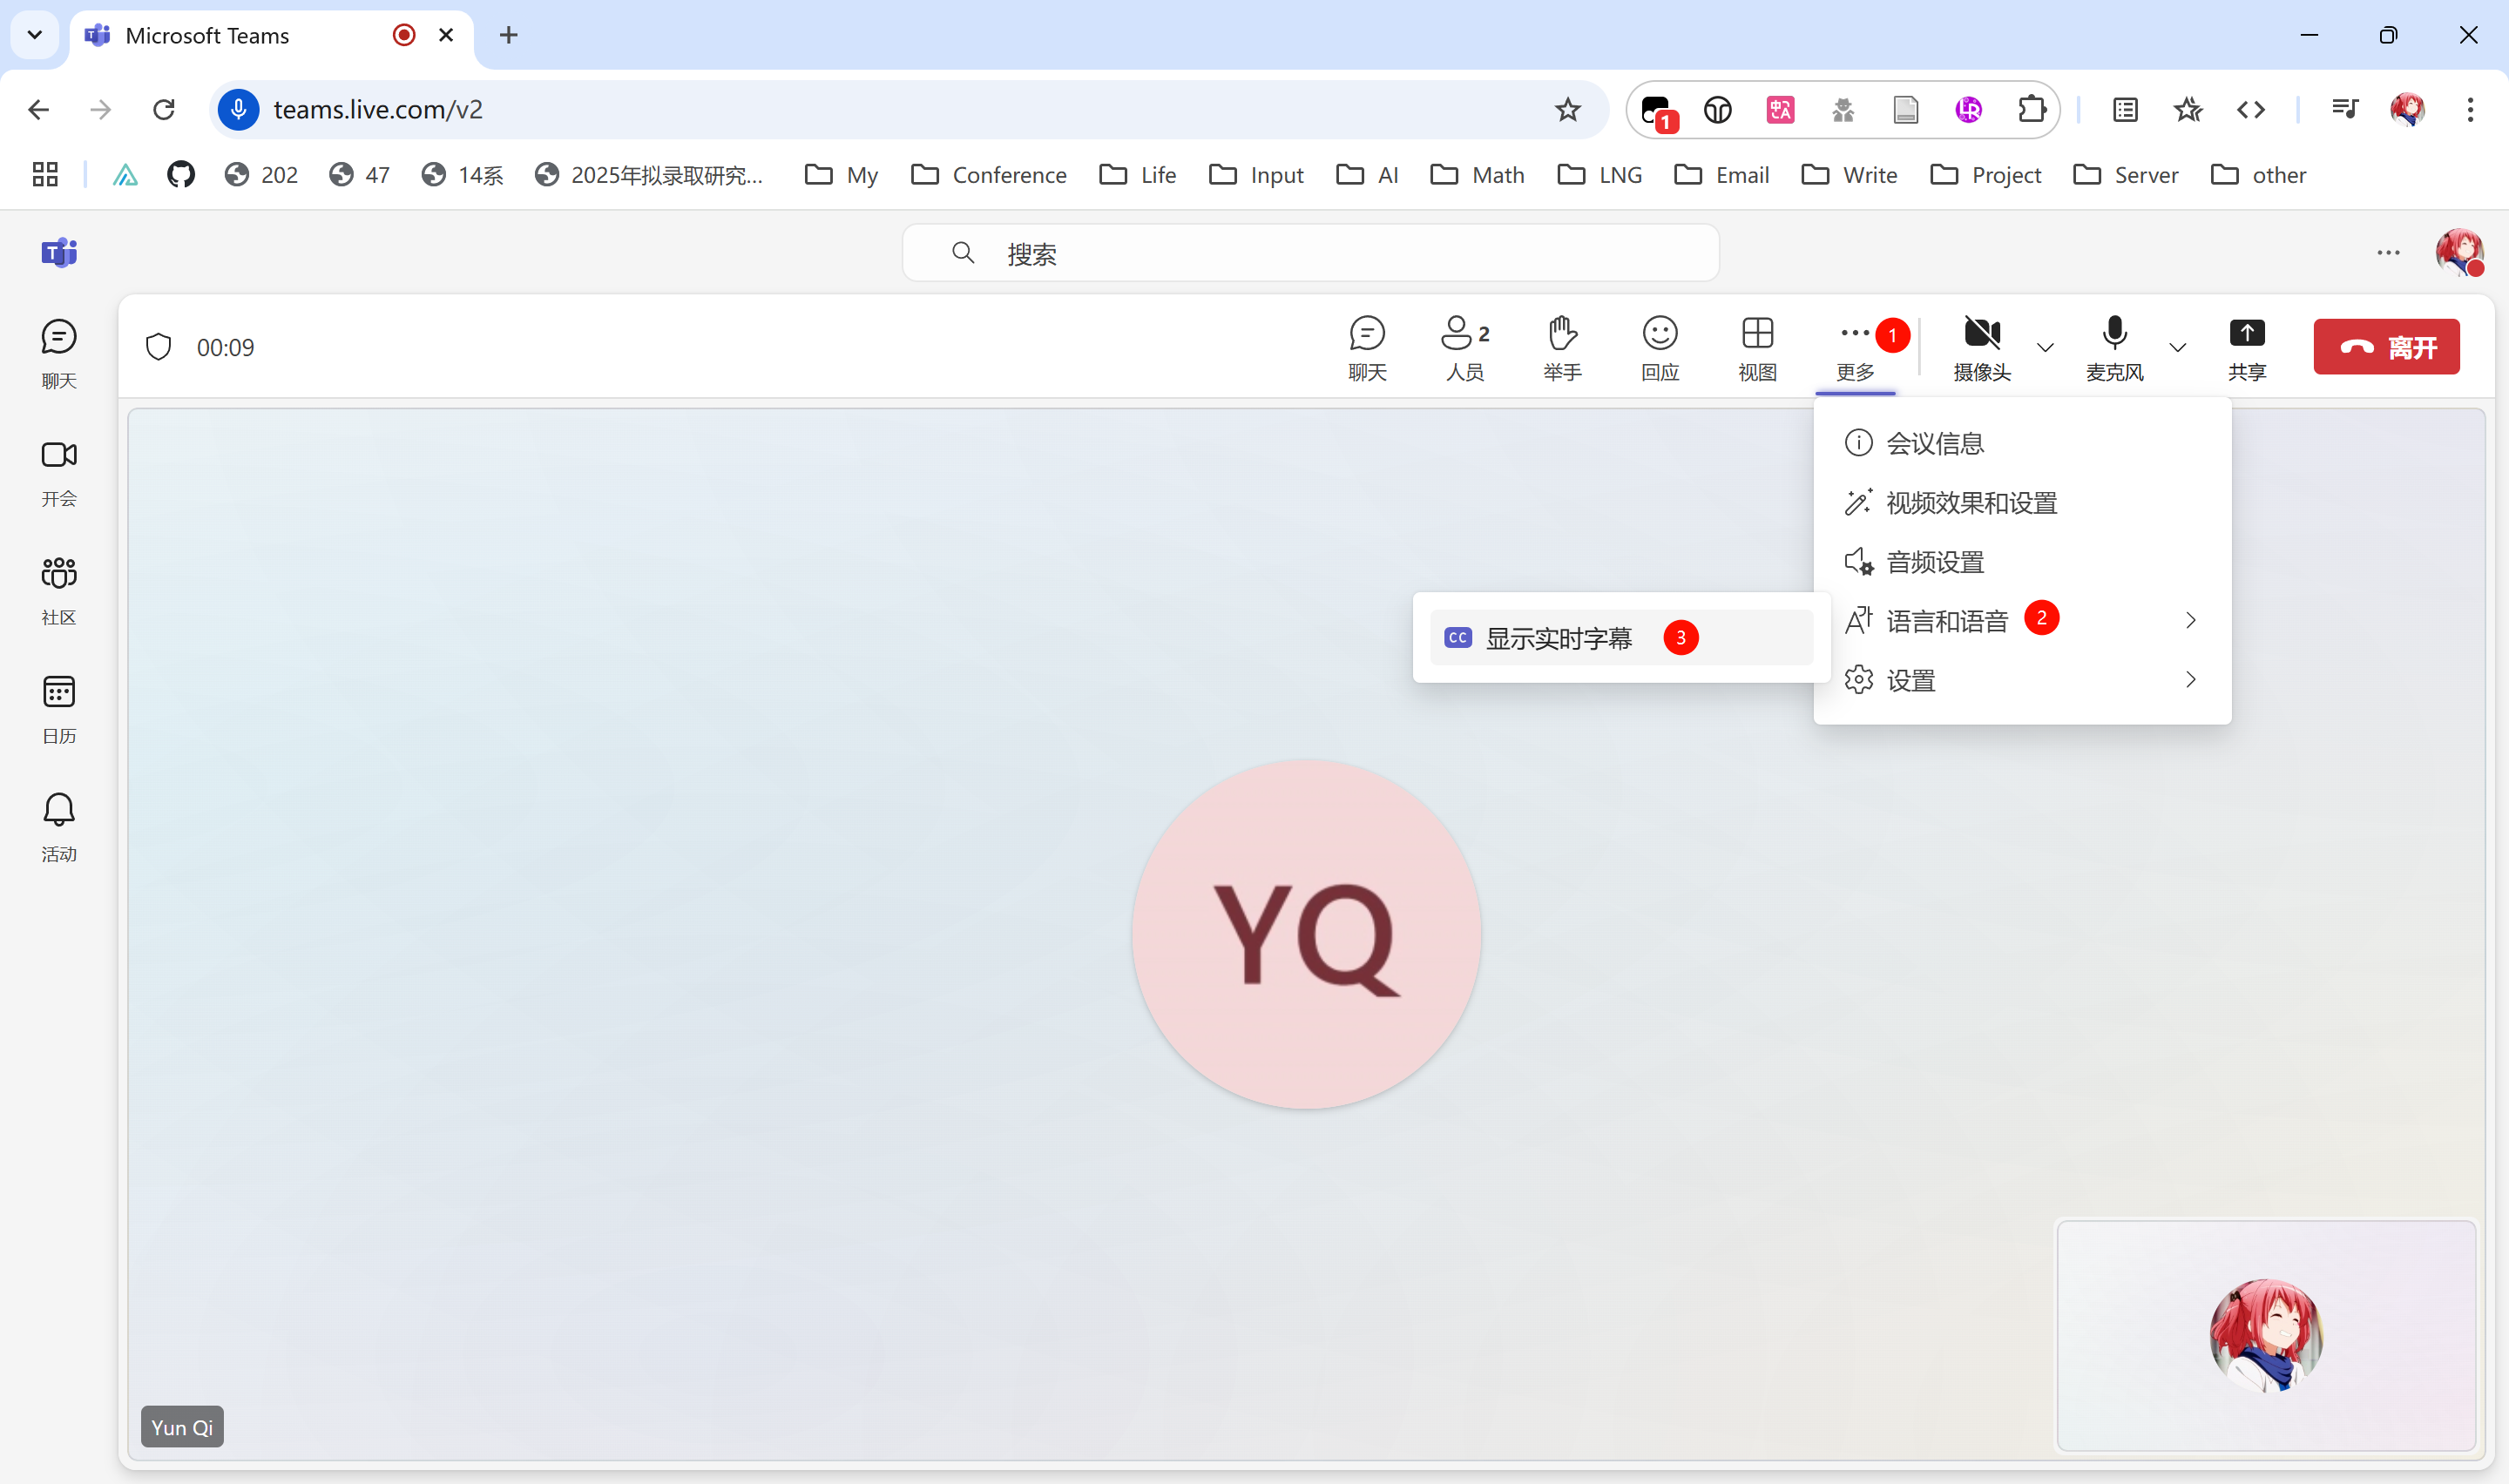 Microsoft Teams
teams.live.com/v2
1
202
47
14系
2025年拟录取研究...
My
Conference
Life
Input
AI
Math
LNG
Email
Write
Project
Server
other
搜索
00:09
聊天
人员 2
举手
回应
视图
更多 1
摄像头
麦克风
共享
离开
聊天
开会
社区
日历
活动
会议信息
视频效果和设置
音频设置
语言和语音 2
设置
CC 显示实时字幕 3
YQ
Yun Qi